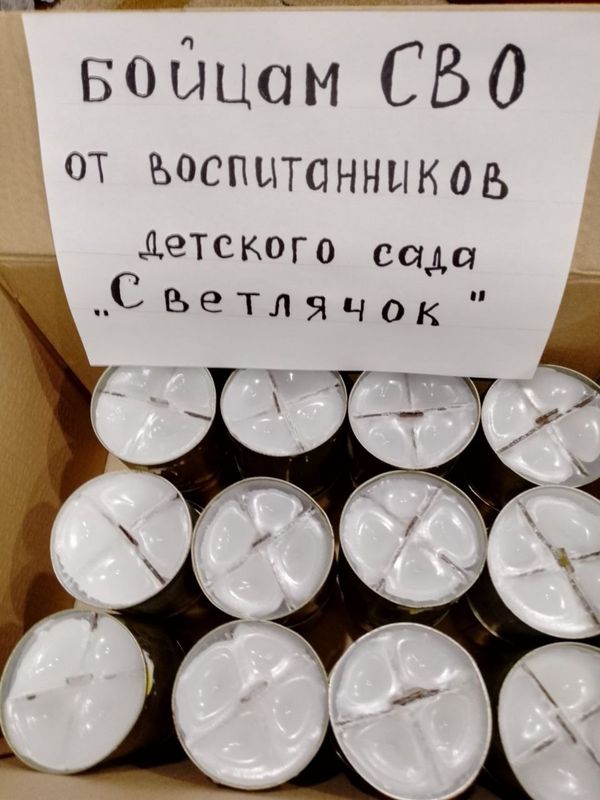 Бойцам СВО
от воспитанников
детского сада
„Светлячок"